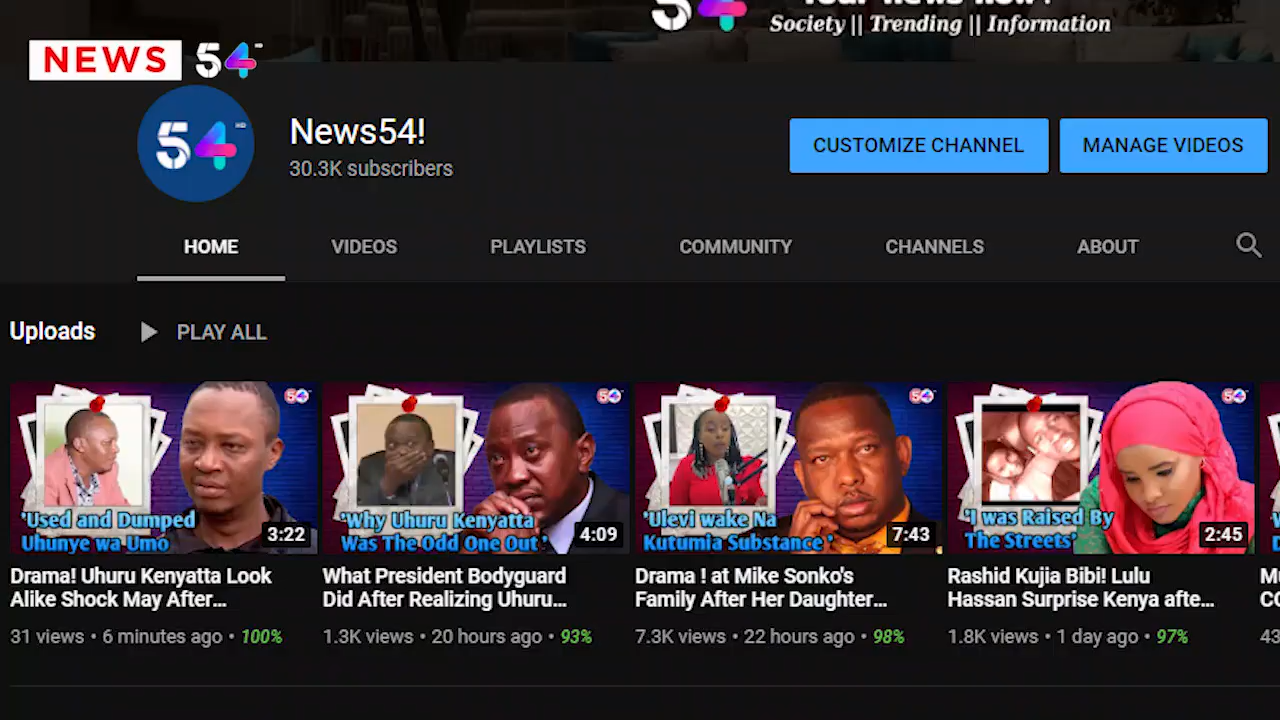 Society || Trending || Information
NEWS 54
54 HD
News54!
30.3K subscribers
CUSTOMIZE CHANNEL
MANAGE VIDEOS
HOME
VIDEOS
PLAYLISTS
COMMUNITY
CHANNELS
ABOUT
Uploads
PLAY ALL
'Used and Dumped
Uhunye wa Umo
3:22
'Why Uhuru Kenyatta
Was The Odd One Out'
4:09
'Ulevi wake Na
Kutumia Substance'
7:43
'I was Raised By
The Streets'
2:45
Drama! Uhuru Kenyatta Look
Alike Shock May After...
31 views • 6 minutes ago • 100%
What President Bodyguard
Did After Realizing Uhuru...
1.3K views • 20 hours ago • 93%
Drama ! at Mike Sonko's
Family After Her Daughter...
7.3K views • 22 hours ago • 98%
Rashid Kujia Bibi! Lulu
Hassan Surprise Kenya afte...
1.8K views • 1 day ago • 97%